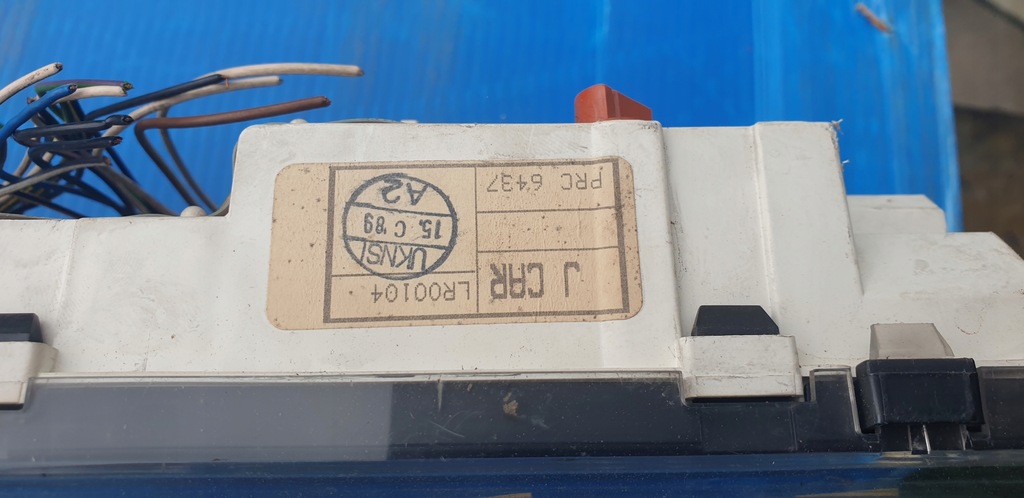 LR00104
J CAR
UKNSI
15. C '89
A2
PRC 6437